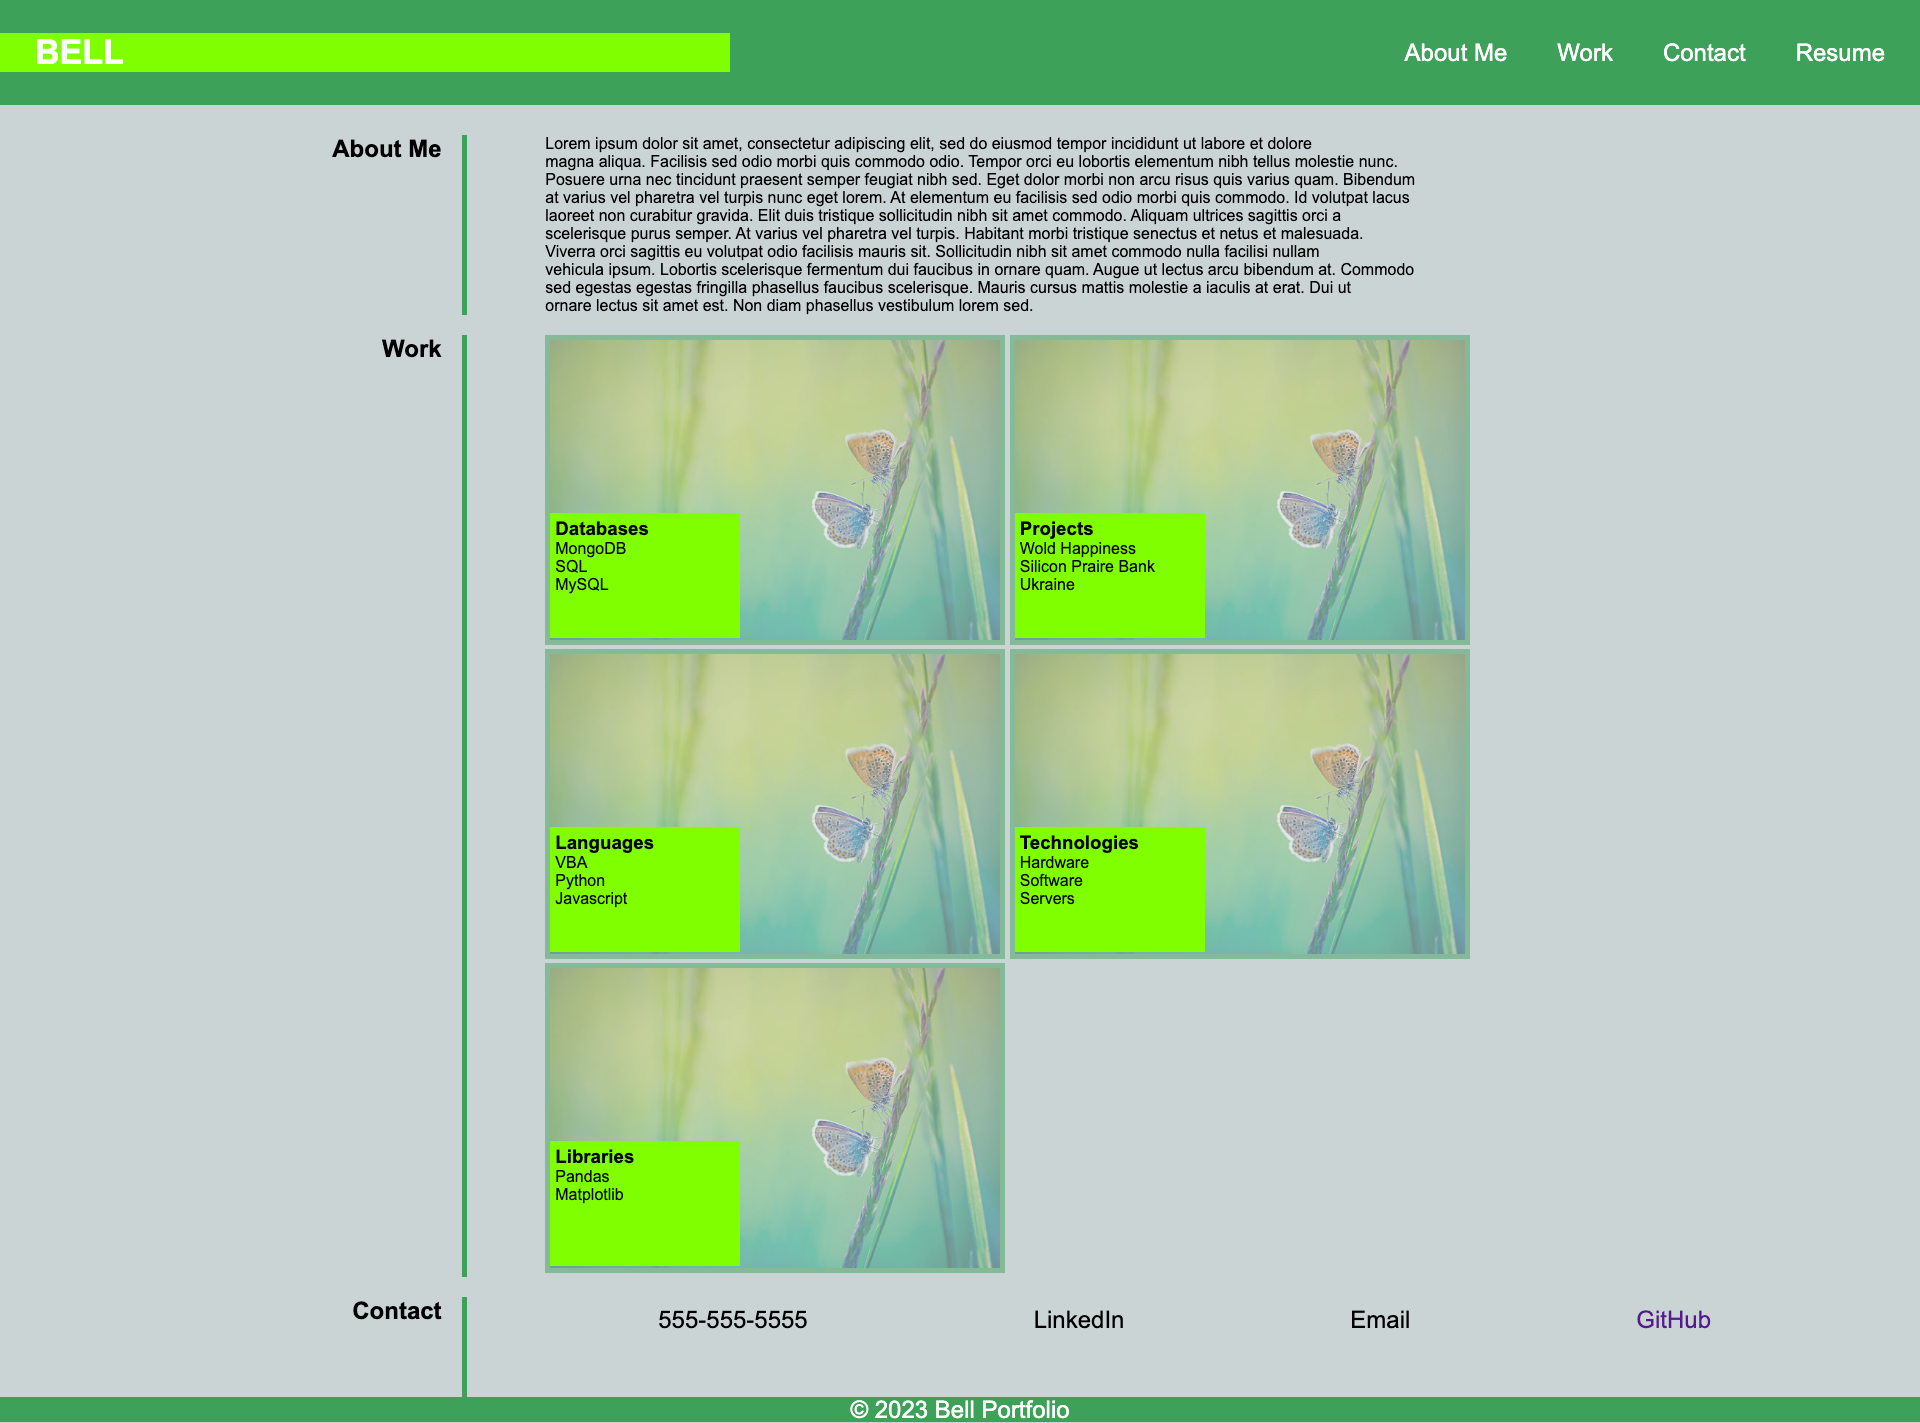 BELL
About Me
Work
Contact
Resume
About Me
Lorem ipsum dolor sit amet, consectetur adipiscing elit, sed do eiusmod tempor incididunt ut labore et dolore
magna aliqua. Facilisis sed odio morbi quis commodo odio. Tempor orci eu lobortis elementum nibh tellus molestie nunc.
Posuere urna nec tincidunt praesent semper feugiat nibh sed. Eget dolor morbi non arcu risus quis varius quam. Bibendum
at varius vel pharetra vel turpis nunc eget lorem. At elementum eu facilisis sed odio morbi quis commodo. Id volutpat lacus
laoreet non curabitur gravida. Elit duis tristique sollicitudin nibh sit amet commodo. Aliquam ultrices sagittis orci a
scelerisque purus semper. At varius vel pharetra vel turpis. Habitant morbi tristique senectus et netus et malesuada.
Viverra orci sagittis eu volutpat odio facilisis mauris sit. Sollicitudin nibh sit amet commodo nulla facilisi nullam
vehicula ipsum. Lobortis scelerisque fermentum dui faucibus in ornare quam. Augue ut lectus arcu bibendum at. Commodo
sed egestas egestas fringilla phasellus faucibus scelerisque. Mauris cursus mattis molestie a iaculis at erat. Dui ut
ornare lectus sit amet est. Non diam phasellus vestibulum lorem sed.
Work
Databases
MongoDB
SQL
MySQL
Projects
Wold Happiness
Silicon Praire Bank
Ukraine
Languages
VBA
Python
Javascript
Technologies
Hardware
Software
Servers
Libraries
Pandas
Matplotlib
Contact
555-555-5555
LinkedIn
Email
GitHub
© 2023 Bell Portfolio